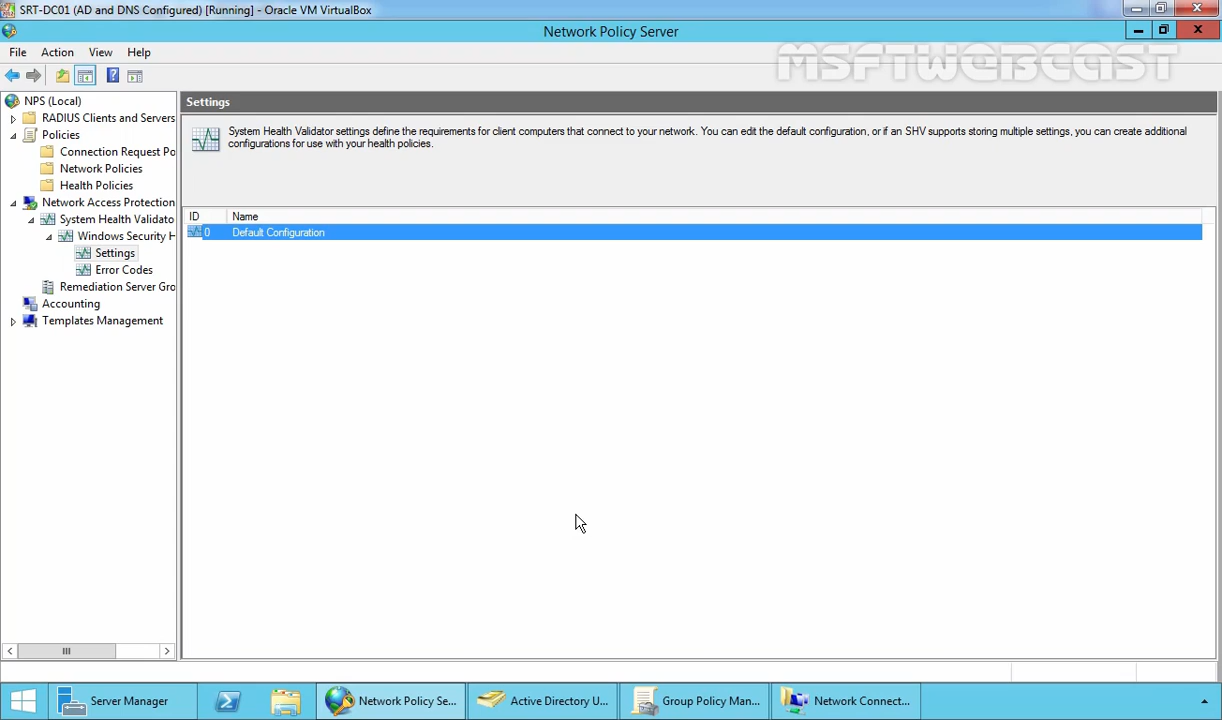 SRT-DC01 (AD and DNS Configured) [Running] - Oracle VM VirtualBox
Network Policy Server
File Action View Help
MSFTWEBCAST
NPS (Local)
RADIUS Clients and Servers
Policies
Connection Request Po
Network Policies
Health Policies
Network Access Protection
System Health Validato
Windows Security H
Settings
Error Codes
Remediation Server Gro
Accounting
Templates Management
Settings
System Health Validator settings define the requirements for client computers that connect to your network. You can edit the default configuration, or if an SHV supports storing multiple settings, you can create additional
configurations for use with your health policies.
ID Name
0 Default Configuration
Server Manager
Network Policy Se...
Active Directory U...
Group Policy Man...
Network Connect...